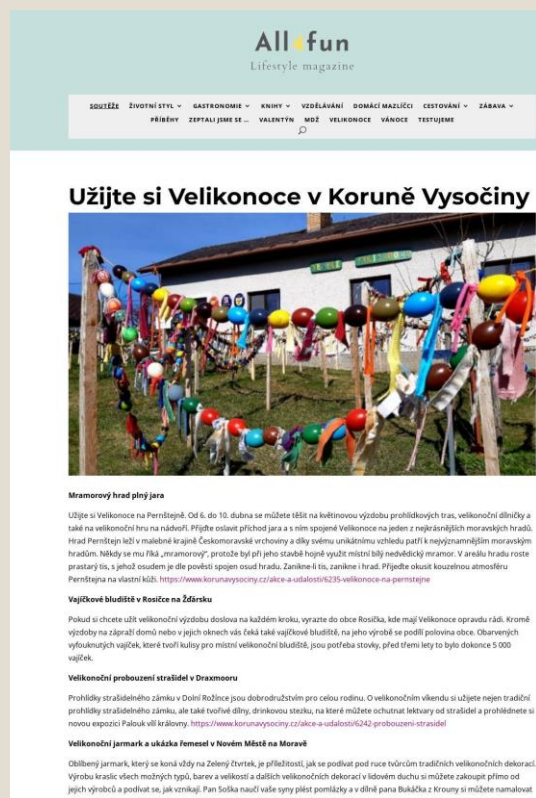 All4fun
Lifestyle magazine
SOUTĚŽE ŽIVOTNÍ STYL GASTRONOMIE KNIHY VZDĚLÁVÁNÍ DOMÁCÍ MAZLÍČCI CESTOVÁNÍ ZÁBAVA
PŘÍBĚHY ZEPTALI JSME SE ... VALENTÝN MDŽ VELIKONOCE VÁNOCE TESTUJEME
Užijte si Velikonoce v Koruně Vysočiny
Mramorový hrad plný jara
Užijte si Velikonoce na Pernštejně. Od 6. do 10. dubna se můžete těšit na květinovou výzdobu prohlídkových tras, velikonoční dílničky a
také na velikonoční hru na nádvoří. Přijďte oslavit příchod jara a s ním spojené Velikonoce na jeden z nejkrásnějších moravských hradů.
Hrad Pernštejn leží v malebné krajině Českomoravské vrchoviny a díky svému unikátnímu vzhledu patří k nejvýznamnějším moravským
hradům. Někdy se mu říká „mramorový", protože byl při jeho stavbě hojně využit místní bílý nedvědický mramor. V areálu hradu roste
prastarý tis, s jehož osudem je dle pověsti spojen osud hradu. Zanikne-li tis, zanikne i hrad. Přijeďte okusit kouzelnou atmosféru
Pernštejna na vlastní kůži. https://www.korunavysociny.cz/akce-a-udalosti/6235-velikonoce-na-pernstejne
Vajíčkové bludiště v Rosičce na Žďársku
Pokud si chcete užít velikonoční výzdobu doslova na každém kroku, vyrazte do obce Rosička, kde mají Velikonoce opravdu rádi. Kromě
výzdoby na zápraží domů nebo v jejich oknech vás čeká také vajíčkové bludiště, na jeho výrobě se podílí polovina obce. Obarvených
vyfouknutých vajíček, které tvoří kulisy pro místní velikonoční bludiště, jsou potřeba stovky, před třemi lety to bylo dokonce 5 000
vajíček.
Velikonoční probouzení strašidel v Draxmooru
Prohlídky strašidelného zámku v Dolní Rožínce jsou dobrodružstvím pro celou rodinu. O velikonočním víkendu si užijete nejen tradiční
prohlídky strašidelného zámku, ale také tvořivé dílny, drinkovou stezku, na které můžete ochutnat lektvary od strašidel a prohlédnete si
novou expozici Palouk vílí královny. https://www.korunavysociny.cz/akce-a-udalosti/6242-probouzeni-strasidel
Velikonoční jarmark a ukázka řemesel v Novém Městě na Moravě
Oblíbený jarmark, který se koná vždy na Zelený čtvrtek, je příležitostí, jak se podívat pod ruce tvůrcům tradičních velikonočních dekorací.
Výrobu kraslic všech možných typů, barev a velikostí a dalších velikonočních dekorací v lidovém duchu si můžete zakoupit přímo od
jejich výrobců a podívat se, jak vznikají. Pan Soška naučí vaše syny plést pomlázky a v dílně pana Bukáčka z Krouny si můžete namalovat